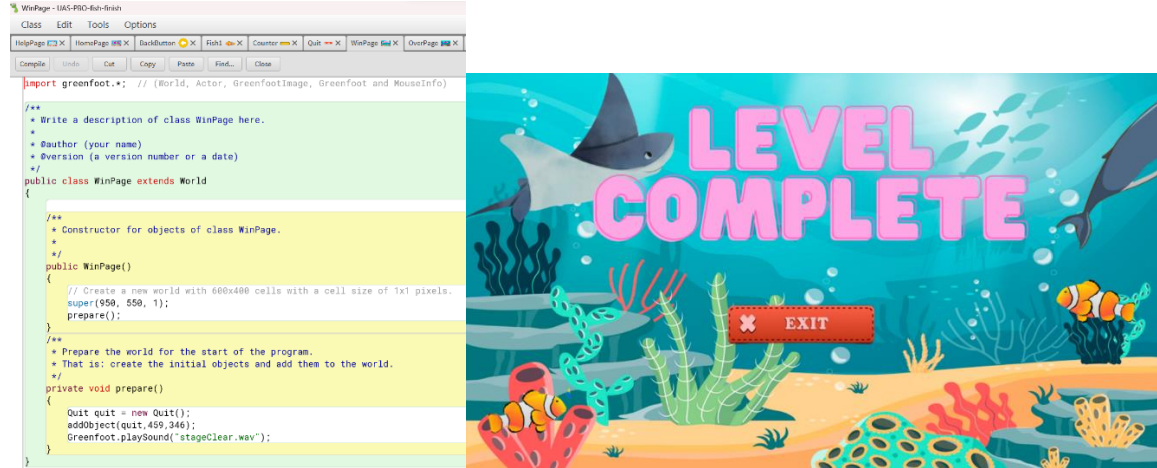 WinPage - UAS-PBO-fish-finish
Class Edit Tools Options
HelpPage X HomePage X BackButton X Fish1 X Counter X Quit X WinPage X OverPage X
Compile Undo Cut Copy Paste Find... Close
import greenfoot.*;  // (World, Actor, GreenfootImage, Greenfoot and MouseInfo)
/**
 * Write a description of class WinPage here.
 *
 * @author (your name)
 * @version (a version number or a date)
 */
public class WinPage extends World
{
/**
 * Constructor for objects of class WinPage.
 *
 */
public WinPage()
{
// Create a new world with 600x400 cells with a cell size of 1x1 pixels.
super(950, 550, 1);
prepare();
}
/**
 * Prepare the world for the start of the program.
 * That is: create the initial objects and add them to the world.
 */
private void prepare()
{
Quit quit = new Quit();
addObject(quit,459,346);
Greenfoot.playSound("stageClear.wav");
}
}
LEVEL
COMPLETE
EXIT